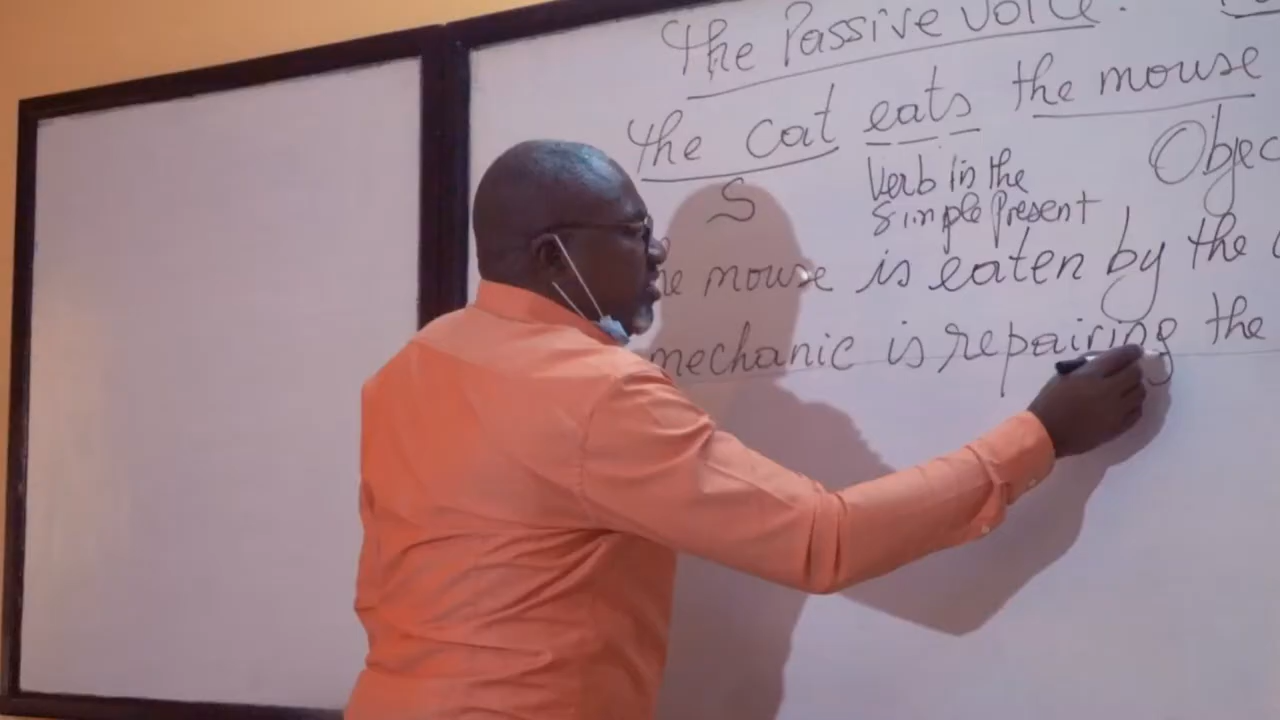 The Passive voice.
The cat eats the mouse
S
Verb in the
Simple Present
Objec
mouse is eaten by the
mechanic is repairing the